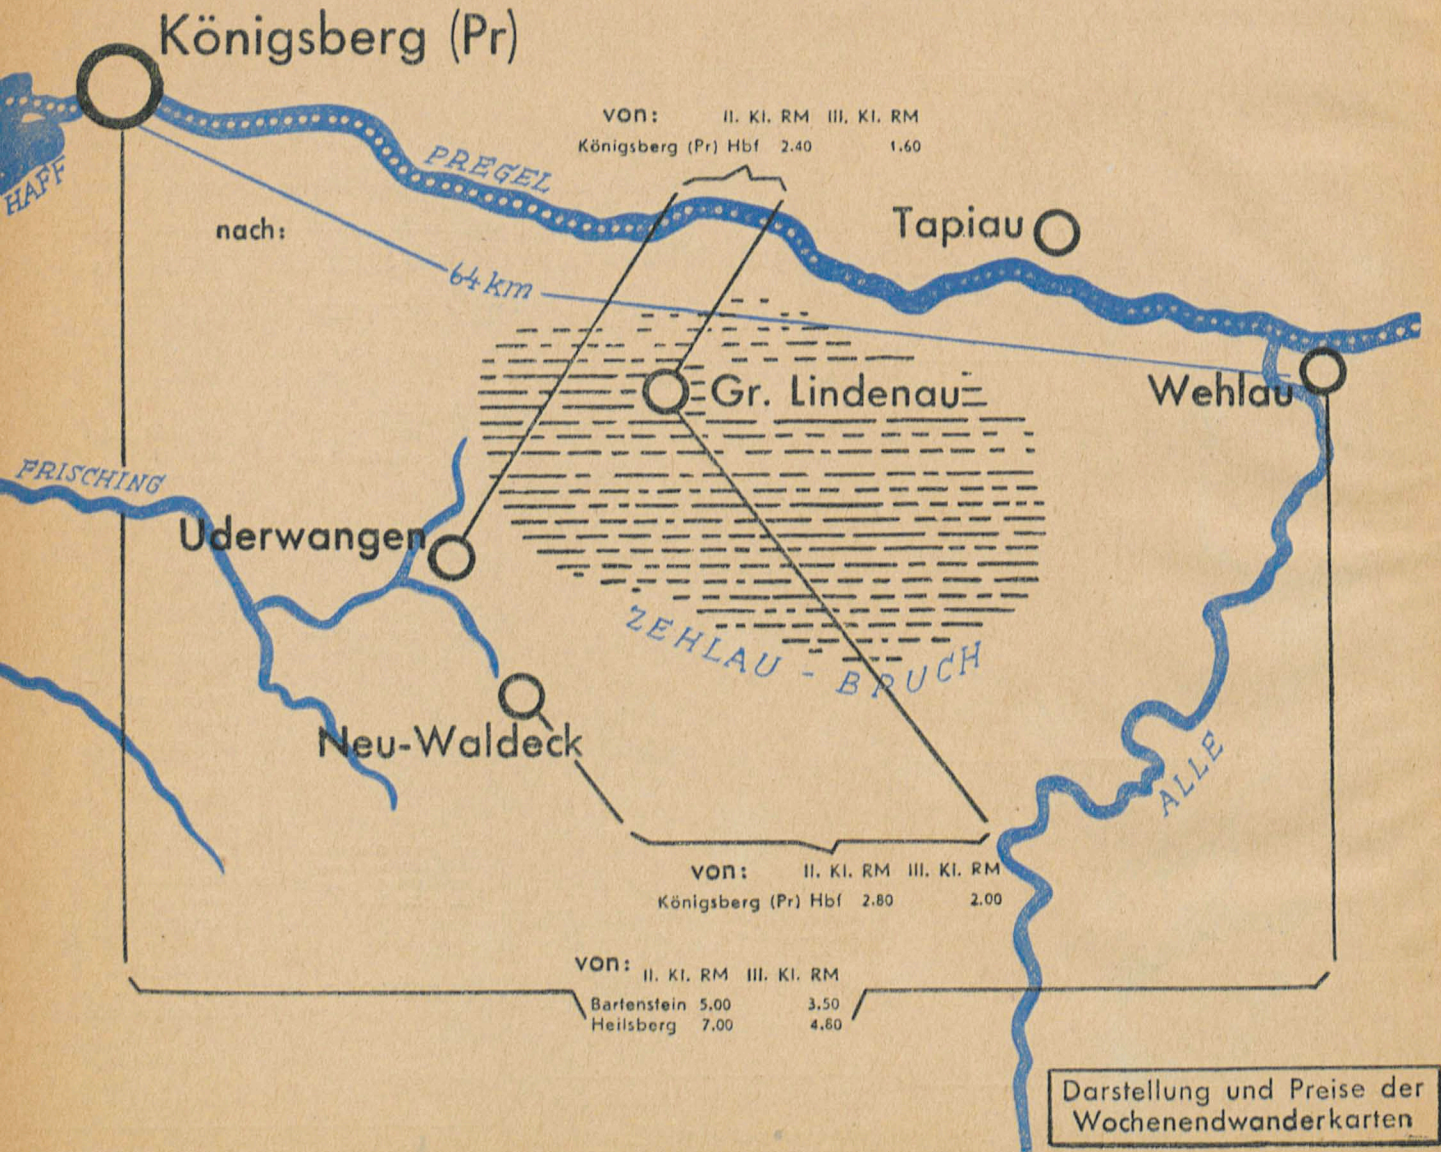 Königsberg (Pr)
von: II. Kl. RM III. Kl. RM
Königsberg (Pr) Hbf 2.40 1.60
PREGEL
HAFF
nach:
Tapiau
64 km
Gr. Lindenau
Wehlau
FRISCHING
Uderwangen
ZEHLAU - BRUCH
Neu-Waldeck
ALLE
von: II. Kl. RM III. Kl. RM
Königsberg (Pr) Hbf 2.80 2.00
von: II. Kl. RM III. Kl. RM
Bartenstein 5.00 3.50
Heilsberg 7.00 4.80
Darstellung und Preise der
Wochenendwanderkarten